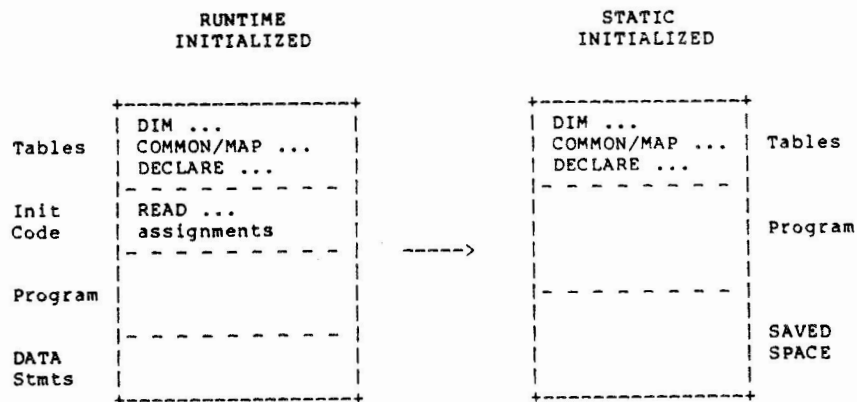 RUNTIME
INITIALIZED
STATIC
INITIALIZED
Tables
DIM ...
COMMON/MAP ...
DECLARE ...
DIM ...
COMMON/MAP ...
DECLARE ...
Tables
Init
Code
READ ...
assignments
----->
Program
Program
DATA
Stmts
SAVED
SPACE